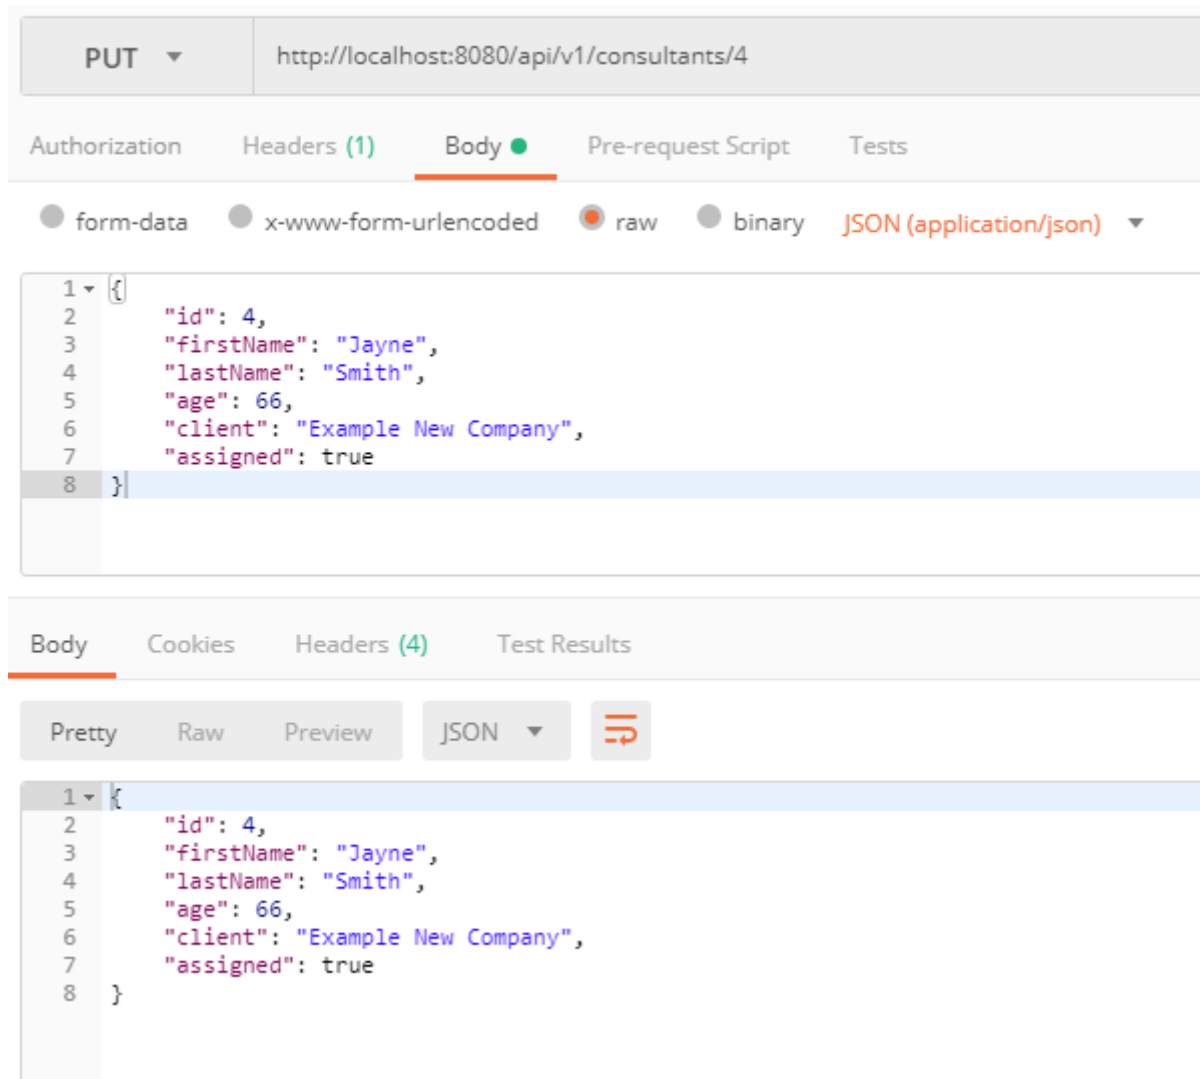 PUT http://localhost:8080/api/v1/consultants/4
Authorization Headers (1) Body Pre-request Script Tests
form-data x-www-form-urlencoded raw binary JSON (application/json)
1 {
2 "id": 4,
3 "firstName": "Jayne",
4 "lastName": "Smith",
5 "age": 66,
6 "client": "Example New Company",
7 "assigned": true
8 }
Body Cookies Headers (4) Test Results
Pretty Raw Preview JSON
1 {
2 "id": 4,
3 "firstName": "Jayne",
4 "lastName": "Smith",
5 "age": 66,
6 "client": "Example New Company",
7 "assigned": true
8 }